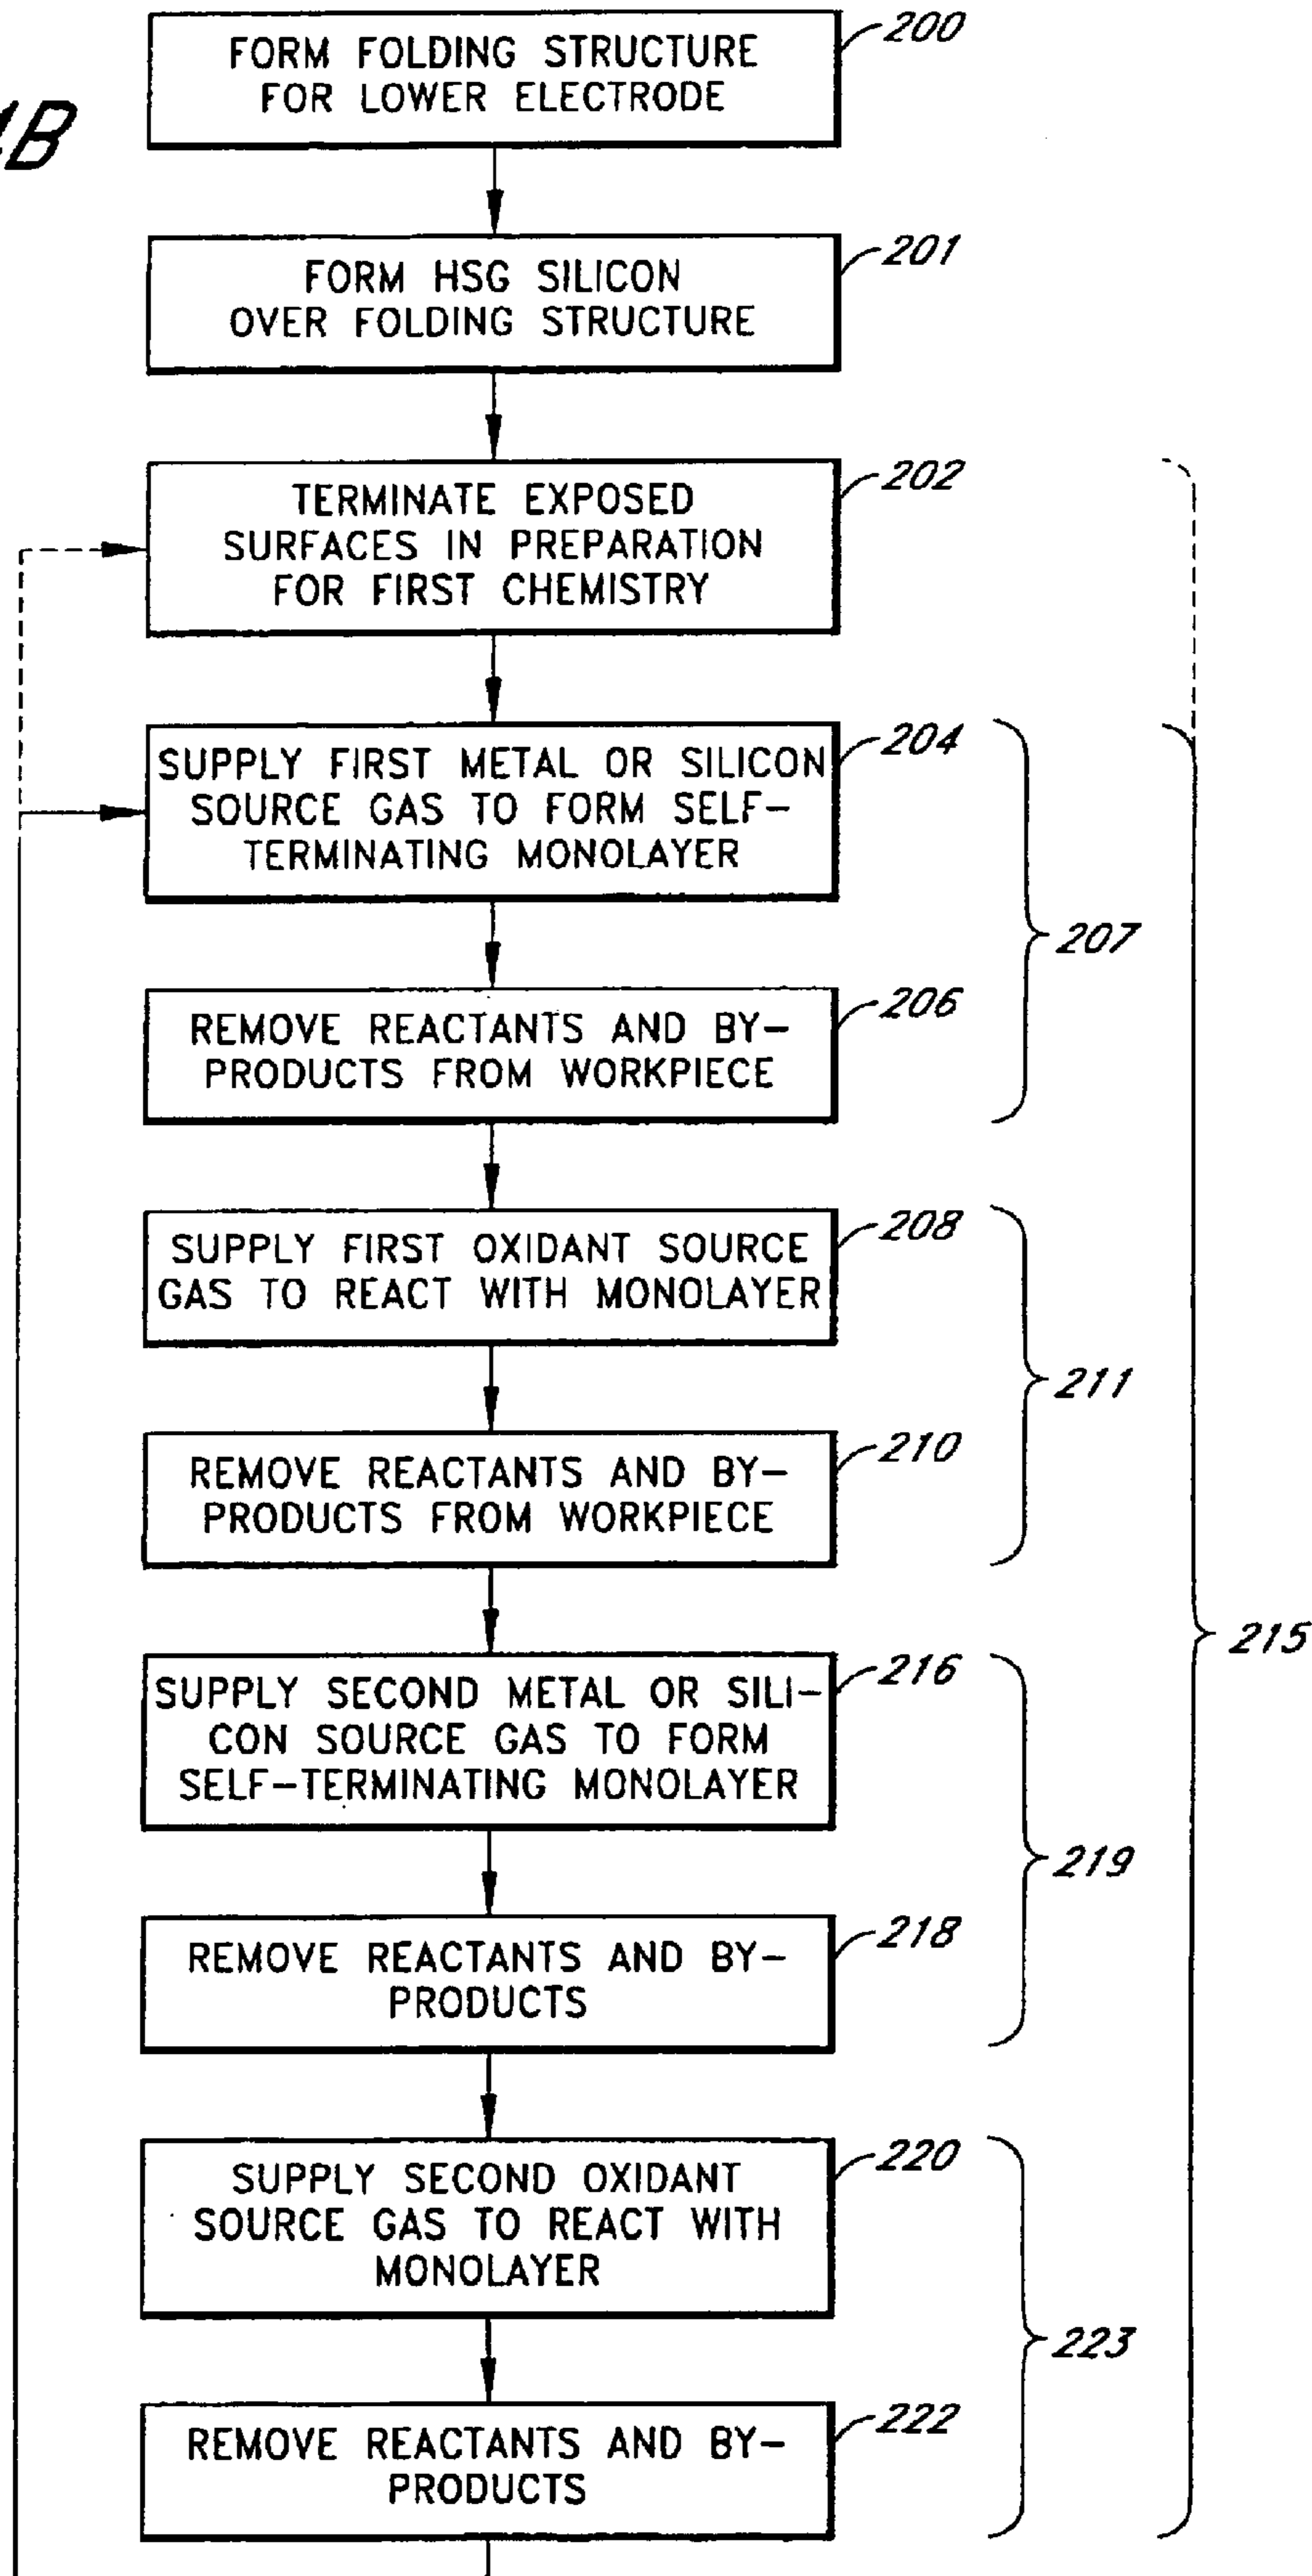 4B
FORM FOLDING STRUCTURE
FOR LOWER ELECTRODE
200
FORM HSG SILICON
OVER FOLDING STRUCTURE
201
TERMINATE EXPOSED
SURFACES IN PREPARATION
FOR FIRST CHEMISTRY
202
SUPPLY FIRST METAL OR SILICON
SOURCE GAS TO FORM SELF-
TERMINATING MONOLAYER
204
207
REMOVE REACTANTS AND BY-
PRODUCTS FROM WORKPIECE
206
SUPPLY FIRST OXIDANT SOURCE
GAS TO REACT WITH MONOLAYER
208
211
REMOVE REACTANTS AND BY-
PRODUCTS FROM WORKPIECE
210
215
SUPPLY SECOND METAL OR SILI-
CON SOURCE GAS TO FORM
SELF-TERMINATING MONOLAYER
216
219
REMOVE REACTANTS AND BY-
PRODUCTS
218
SUPPLY SECOND OXIDANT
SOURCE GAS TO REACT WITH
MONOLAYER
220
223
REMOVE REACTANTS AND BY-
PRODUCTS
222